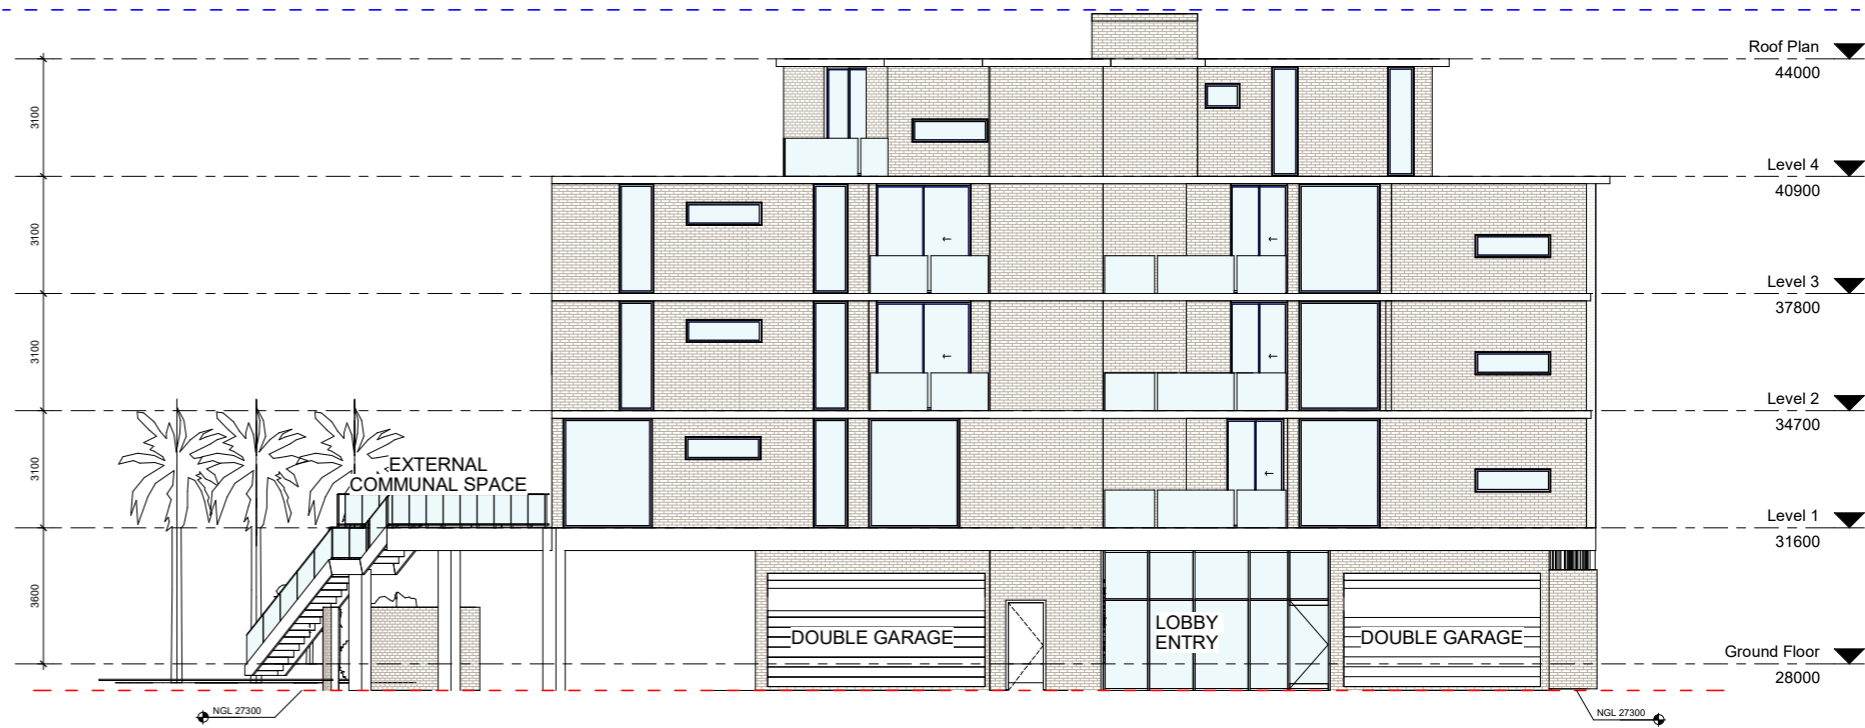 Roof Plan
44000
3100
Level 4
40900
3100
Level 3
37800
3100
Level 2
34700
3100
EXTERNAL
COMMUNAL SPACE
Level 1
31600
3600
DOUBLE GARAGE
LOBBY
ENTRY
DOUBLE GARAGE
Ground Floor
28000
NGL 27300
NGL 27300